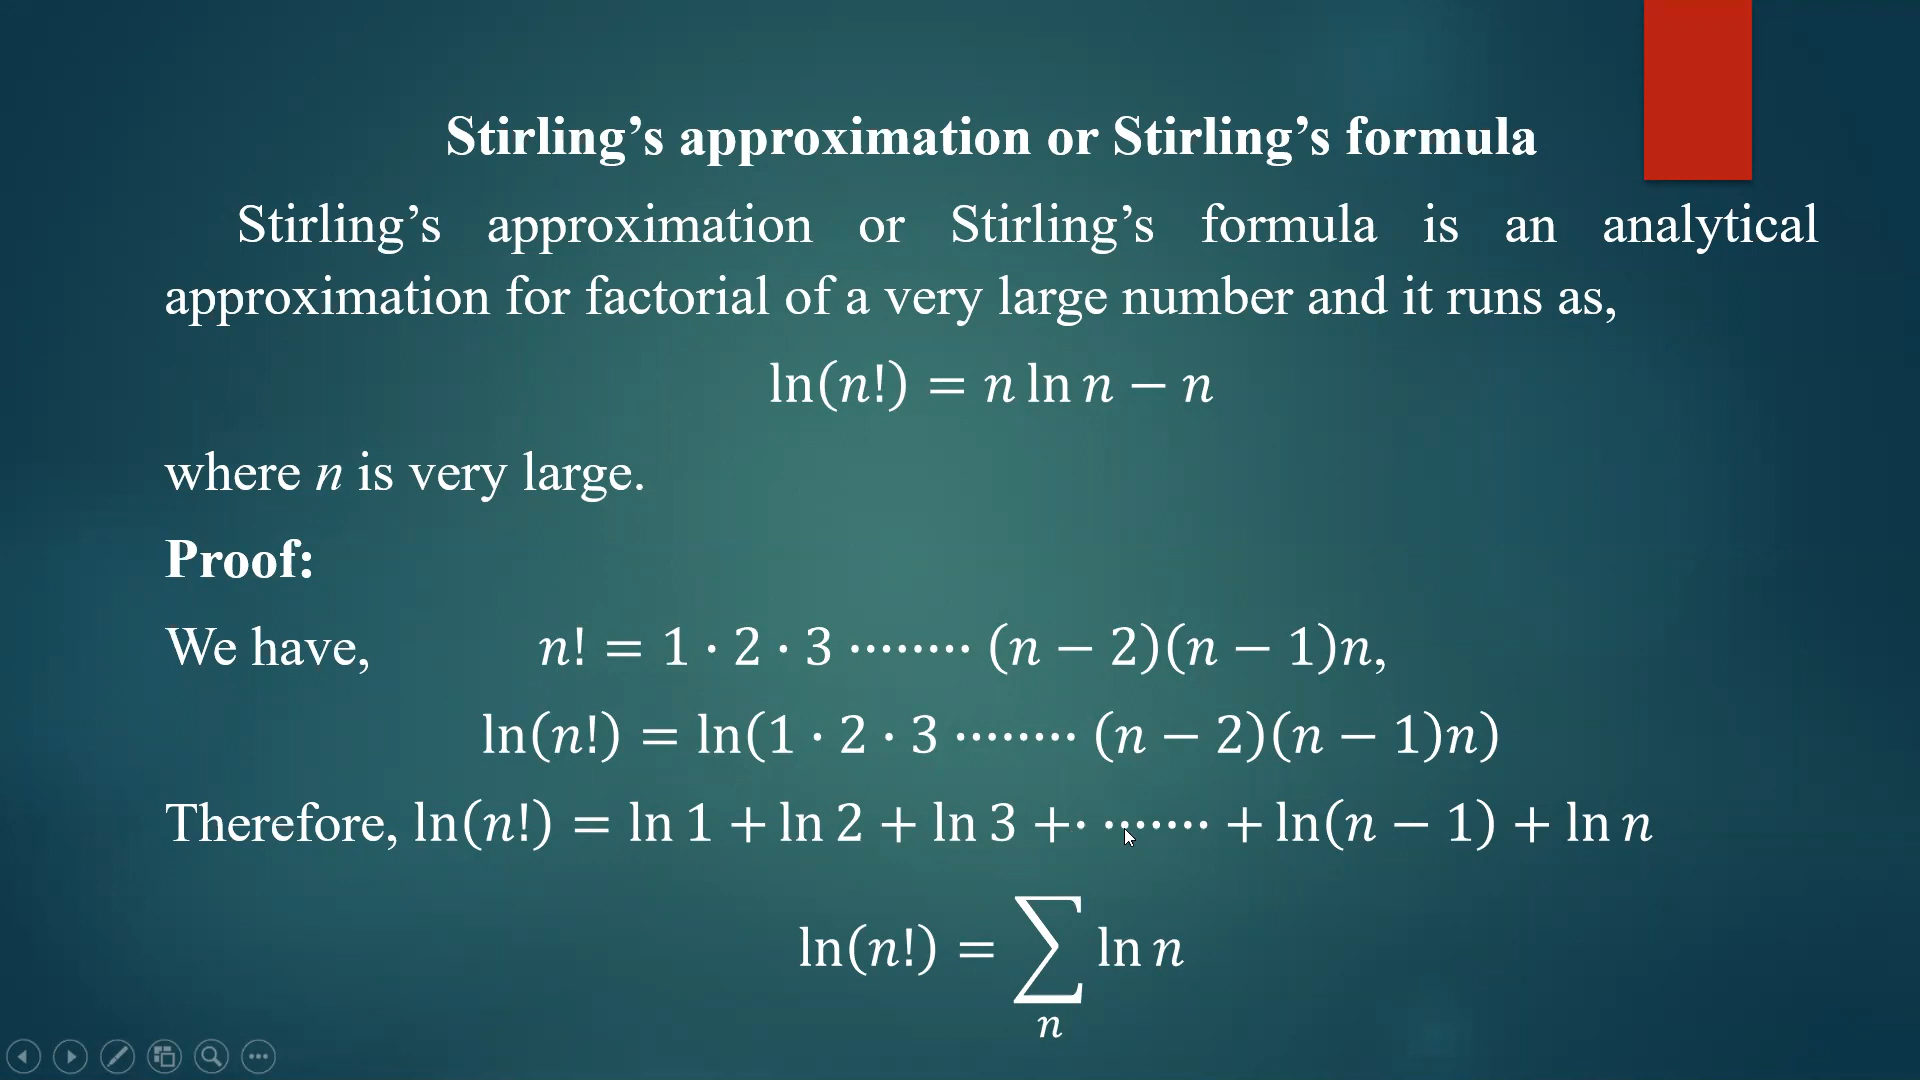 Stirling’s approximation or Stirling’s formula
Stirling’s approximation or Stirling’s formula is an analytical
approximation for factorial of a very large number and it runs as,
ln(n!) = n ln n − n
where n is very large.
Proof:
We have, n! = 1 · 2 · 3 ········ (n − 2)(n − 1)n,
ln(n!) = ln(1 · 2 · 3 ········ (n − 2)(n − 1)n)
Therefore, ln(n!) = ln 1 + ln 2 + ln 3 +· ······· + ln(n − 1) + ln n
ln(n!) = ∑ ln n
n